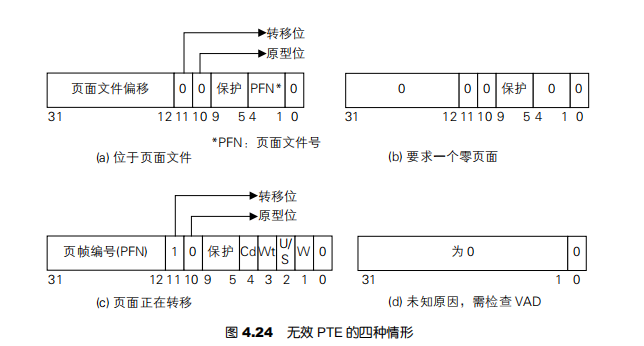 转移位
原型位
页面文件偏移 0 0 保护 PFN* 0
31 12 11 10 9 5 4 1 0
*PFN：页面文件号
(a) 位于页面文件
0 0 0 保护 0 0
31 12 11 10 9 5 4 1 0
(b) 要求一个零页面
转移位
原型位
页帧编号(PFN) 1 0 保护 Cd Wt U/S W 0
31 12 11 10 9 5 4 3 2 1 0
(c) 页面正在转移
为 0 0
31 1 0
(d) 未知原因，需检查 VAD
图 4.24 无效 PTE 的四种情形